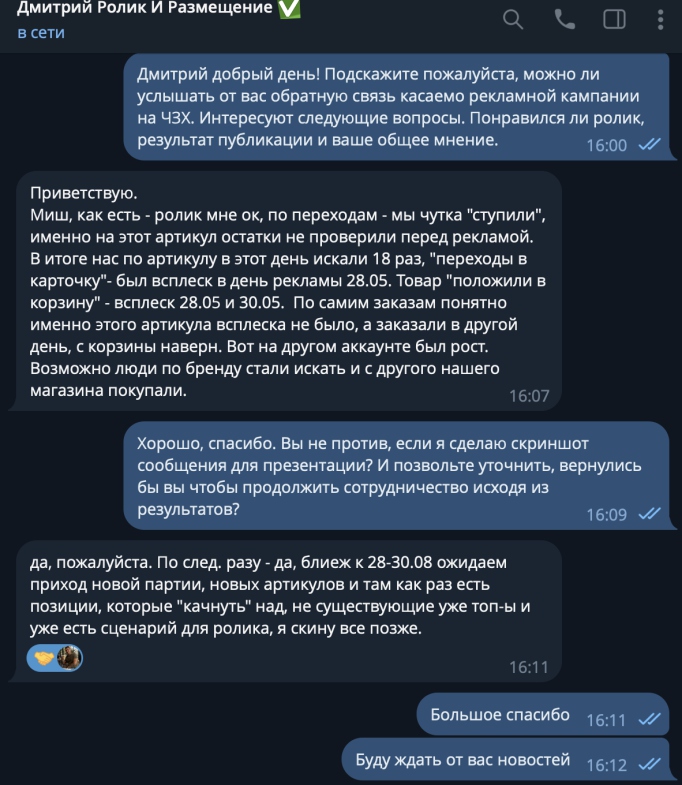 Дмитрий Ролик И Размещение ✅
в сети
Дмитрий добрый день! Подскажите пожалуйста, можно ли
услышать от вас обратную связь касаемо рекламной кампании
на ЧЗХ. Интересуют следующие вопросы. Понравился ли ролик,
результат публикации и ваше общее мнение.
16:00
Приветствую.
Миш, как есть - ролик мне ок, по переходам - мы чутка "ступили",
именно на этот артикул остатки не проверили перед рекламой.
В итоге нас по артикулу в этот день искали 18 раз, "переходы в
карточку"- был всплеск в день рекламы 28.05. Товар "положили в
корзину" - всплеск 28.05 и 30.05.  По самим заказам понятно
именно этого артикула всплеска не было, а заказали в другой
день, с корзины наверн. Вот на другом аккаунте был рост.
Возможно люди по бренду стали искать и с другого нашего
магазина покупали.
16:07
Хорошо, спасибо. Вы не против, если я сделаю скриншот
сообщения для презентации? И позвольте уточнить, вернулись
бы вы чтобы продолжить сотрудничество исходя из
результатов?
16:09
да, пожалуйста. По след. разу - да, блиеж к 28-30.08 ожидаем
приход новой партии, новых артикулов и там как раз есть
позиции, которые "качнуть" над, не существующие уже топ-ы и
уже есть сценарий для ролика, я скину все позже.
16:11
Большое спасибо
16:11
Буду ждать от вас новостей
16:12